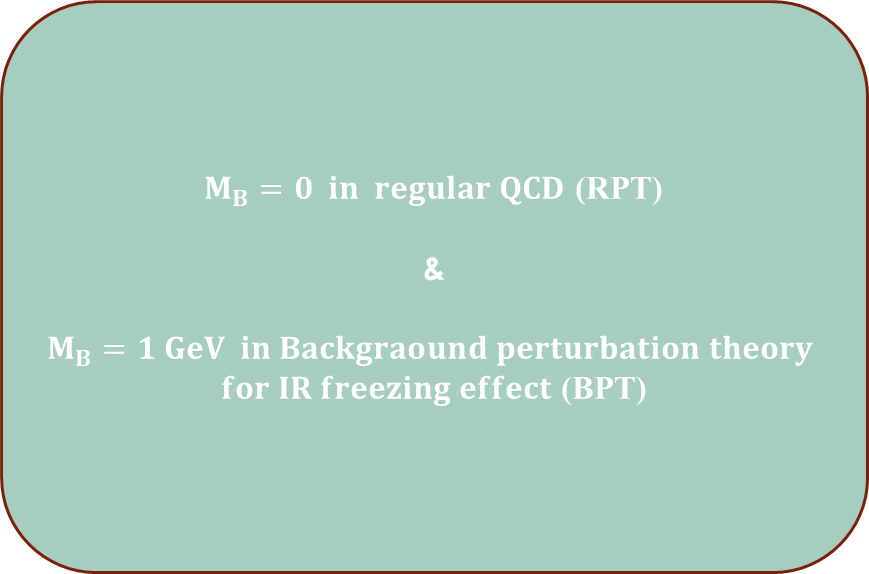 M_B = 0 in regular QCD (RPT)
&
M_B = 1 GeV in Backgraound perturbation theory
for IR freezing effect (BPT)